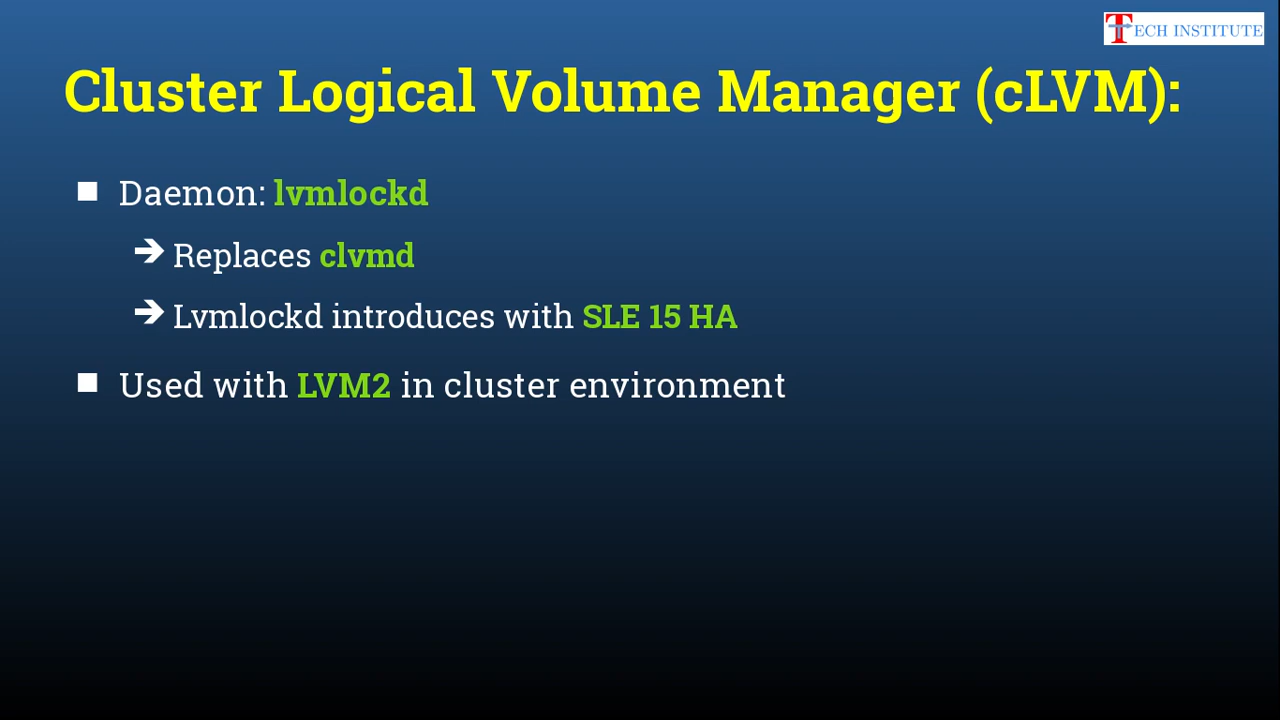 TECH INSTITUTE
Cluster Logical Volume Manager (cLVM):
Daemon: lvmlockd
Replaces clvmd
Lvmlockd introduces with SLE 15 HA
Used with LVM2 in cluster environment